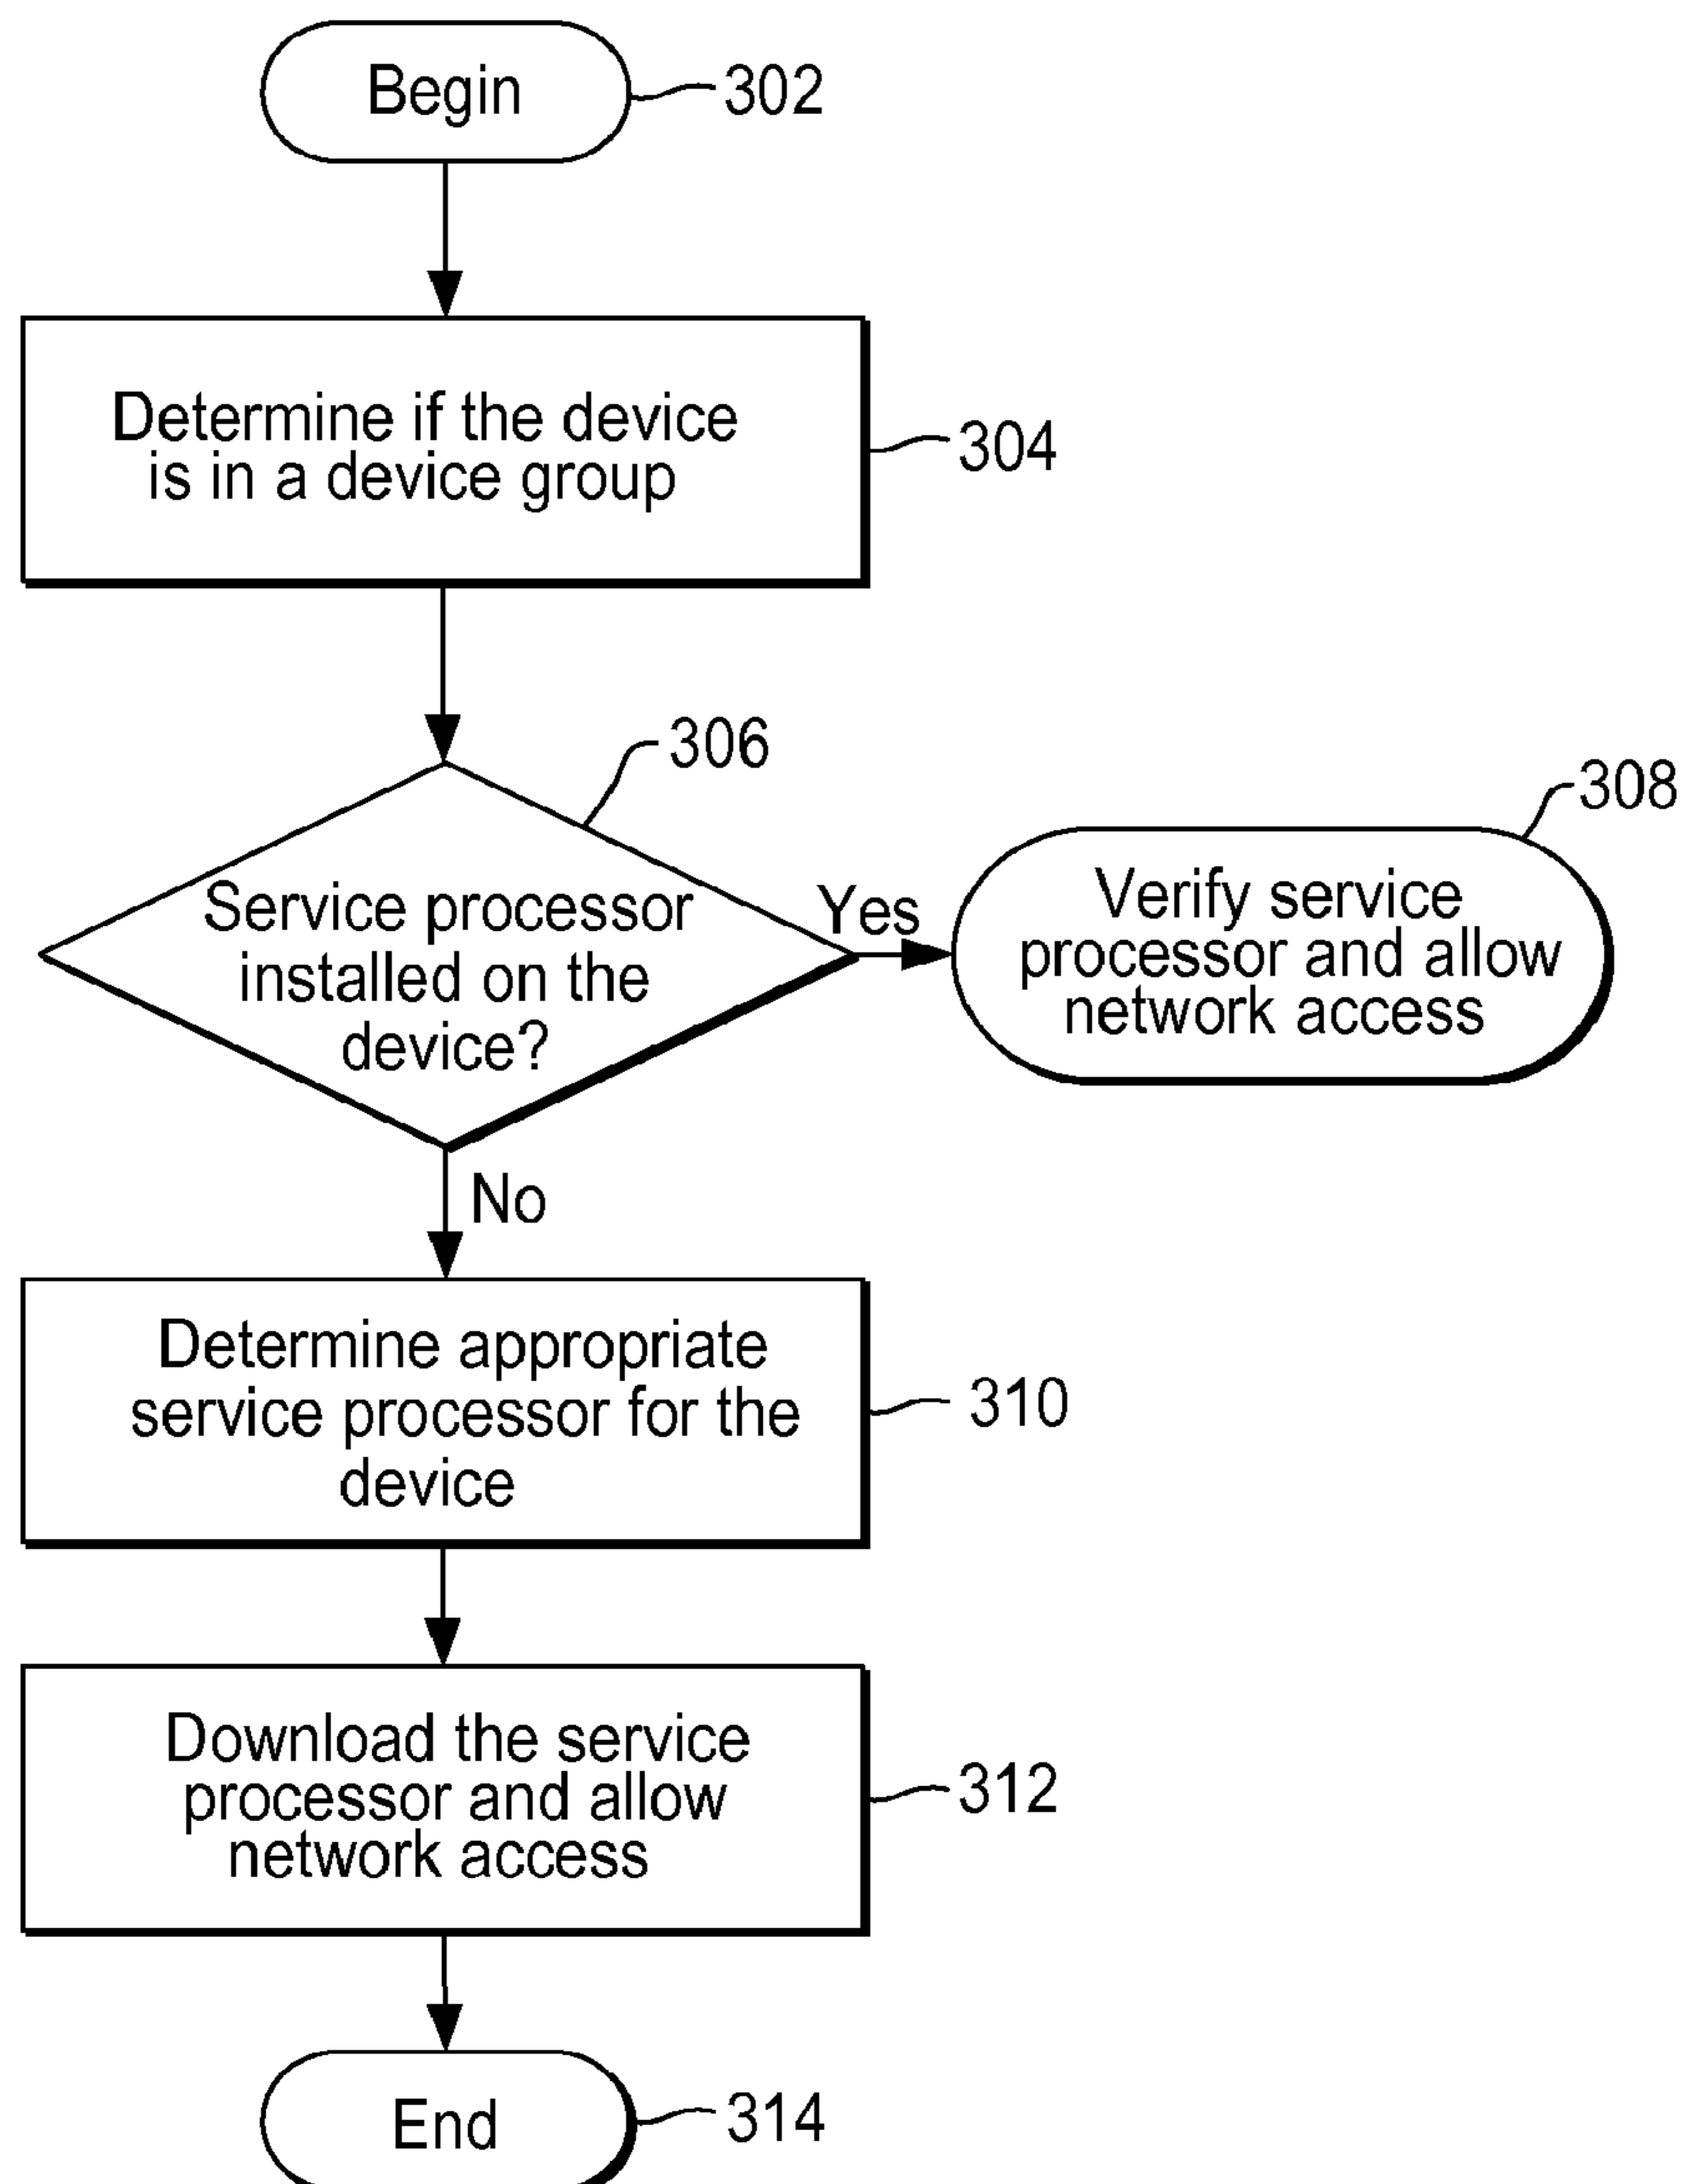 Begin
302
Determine if the device
is in a device group
304
306
Service processor
installed on the
device?
Yes
308
Verify service
processor and allow
network access
No
Determine appropriate
service processor for the
device
310
Download the service
processor and allow
network access
312
End
314